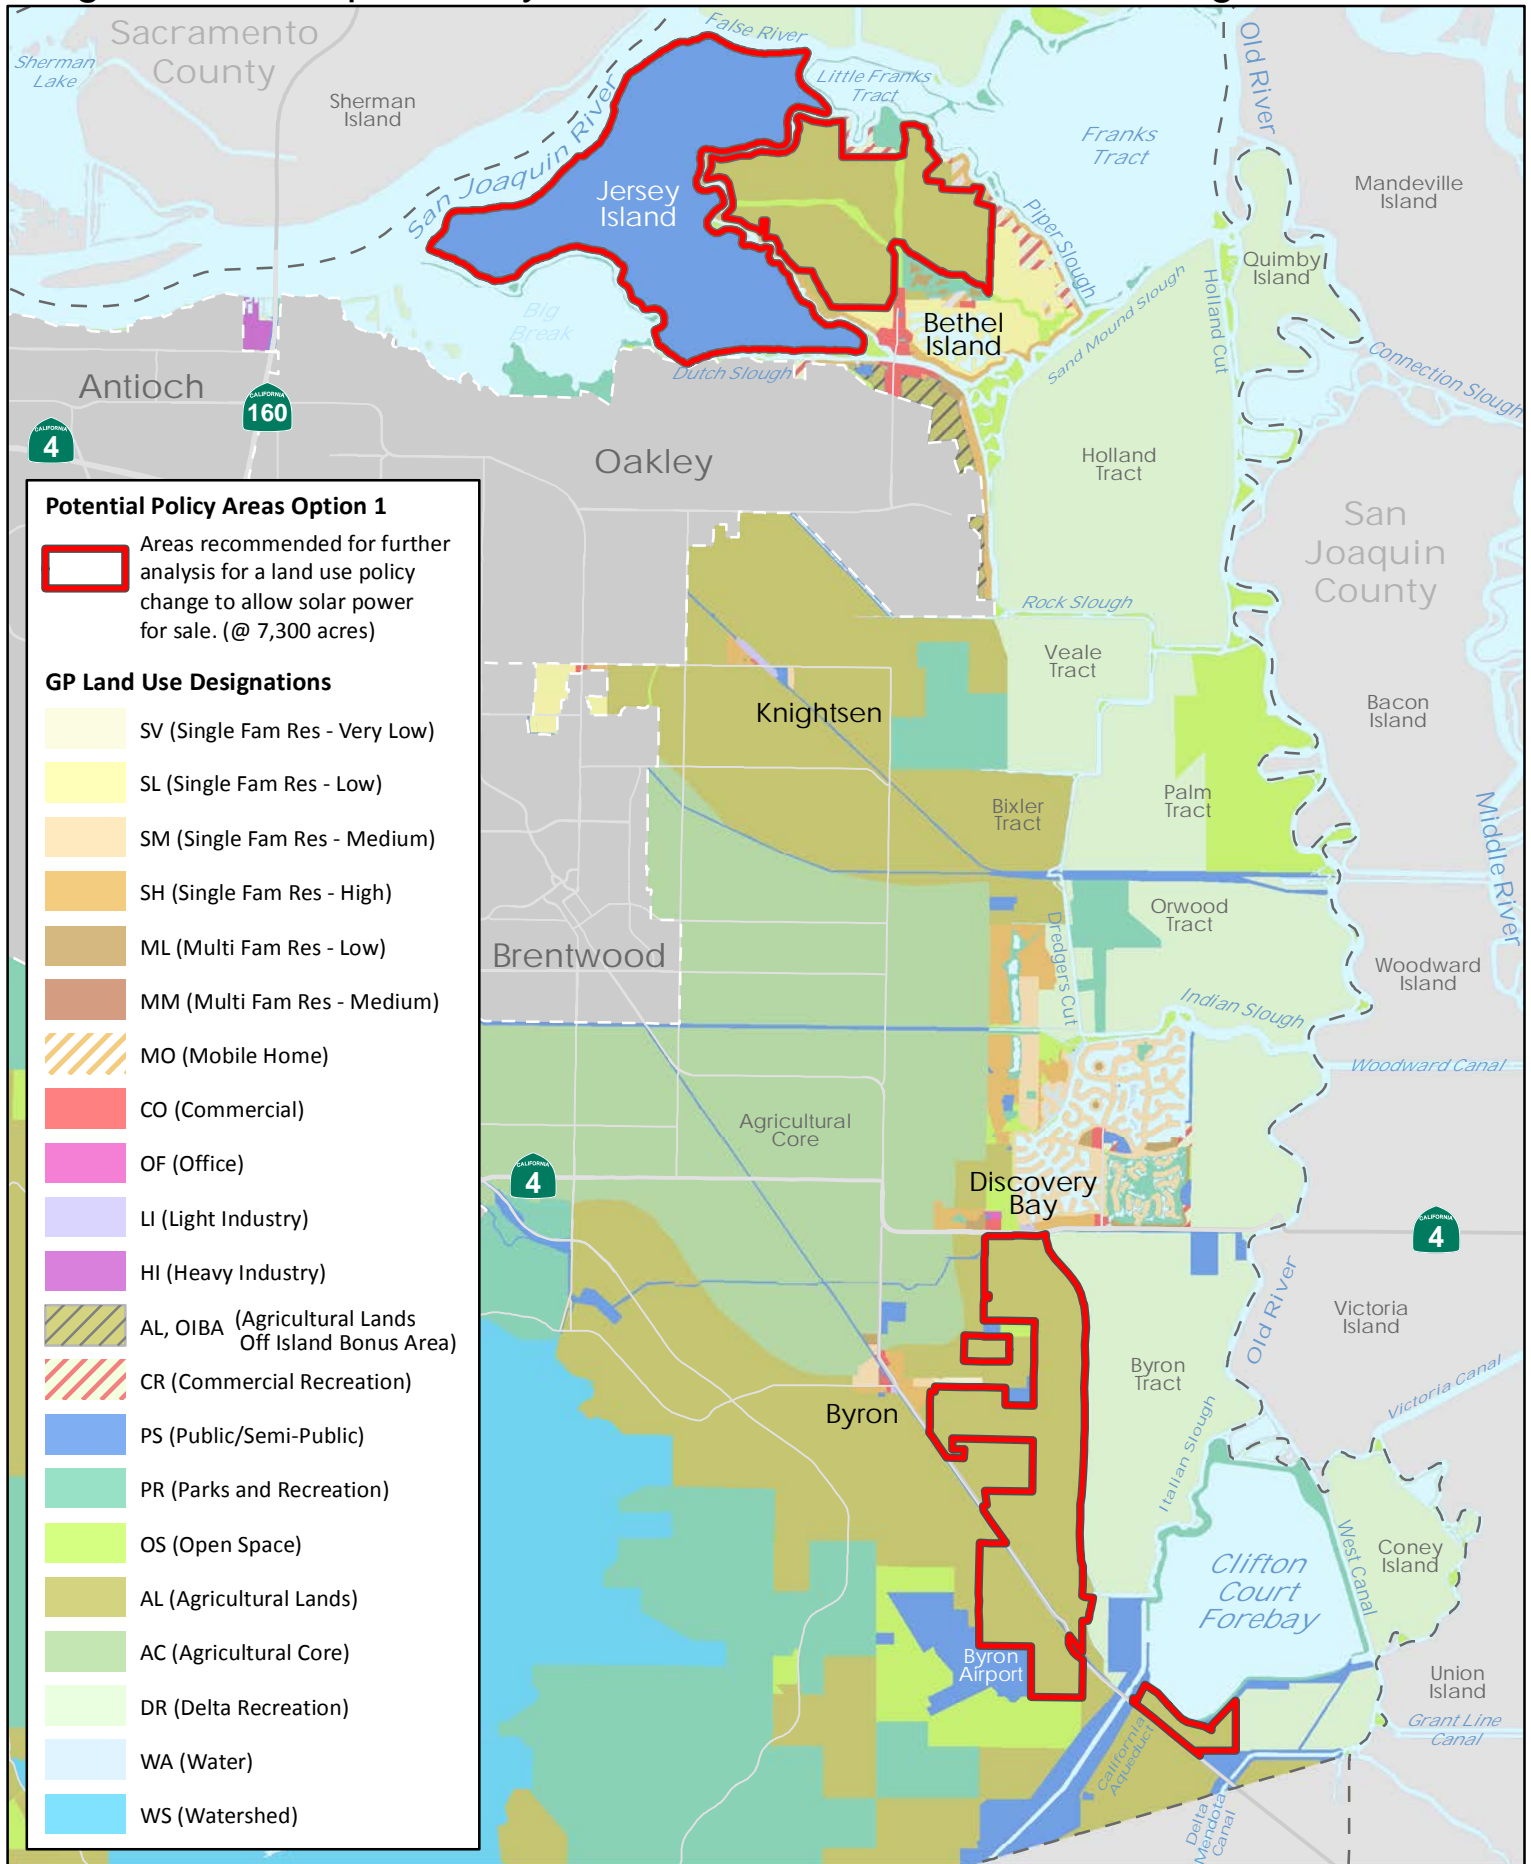 Sacramento
County
Sherman
Lake
Sherman
Island
False River
Little Franks
Tract
Old River
Franks
Tract
San Joaquin River
Jersey
Island
Mandeville
Island
Piper Slough
Quimby
Island
Holland Cut
Sand Mound Slough
Big
Break
Bethel
Island
Connection Slough
Dutch Slough
Antioch
CALIFORNIA
160
CALIFORNIA
4
Oakley
Holland
Tract
San
Joaquin
County
Potential Policy Areas Option 1
Areas recommended for further
analysis for a land use policy
change to allow solar power
for sale. (@ 7,300 acres)
GP Land Use Designations
SV (Single Fam Res - Very Low)
SL (Single Fam Res - Low)
SM (Single Fam Res - Medium)
SH (Single Fam Res - High)
ML (Multi Fam Res - Low)
MM (Multi Fam Res - Medium)
MO (Mobile Home)
CO (Commercial)
OF (Office)
LI (Light Industry)
HI (Heavy Industry)
AL, OIBA (Agricultural Lands
Off Island Bonus Area)
CR (Commercial Recreation)
PS (Public/Semi-Public)
PR (Parks and Recreation)
OS (Open Space)
AL (Agricultural Lands)
AC (Agricultural Core)
DR (Delta Recreation)
WA (Water)
WS (Watershed)
Rock Slough
Veale
Tract
Knightsen
Bacon
Island
Bixler
Tract
Palm
Tract
Middle River
Orwood
Tract
Dredgers Cut
Brentwood
Woodward
Island
Indian Slough
Woodward Canal
Agricultural
Core
CALIFORNIA
4
Discovery
Bay
CALIFORNIA
4
Old River
Victoria
Island
Byron
Tract
Victoria Canal
Byron
Italian Slough
Clifton
Court
Forebay
West Canal
Coney
Island
Byron
Airport
Union
Island
Grant Line
Canal
California
Aqueduct
Delta
Mendota
Canal